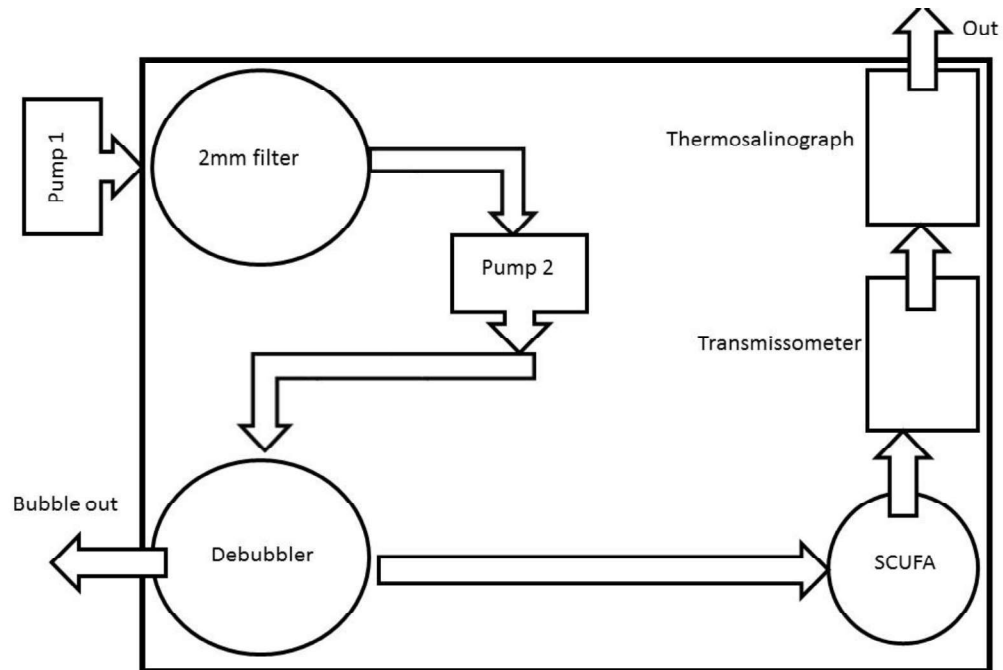 Out
Pump 1
2mm filter
Thermosalinograph
Pump 2
Transmissometer
Bubble out
Debubbler
SCUFA